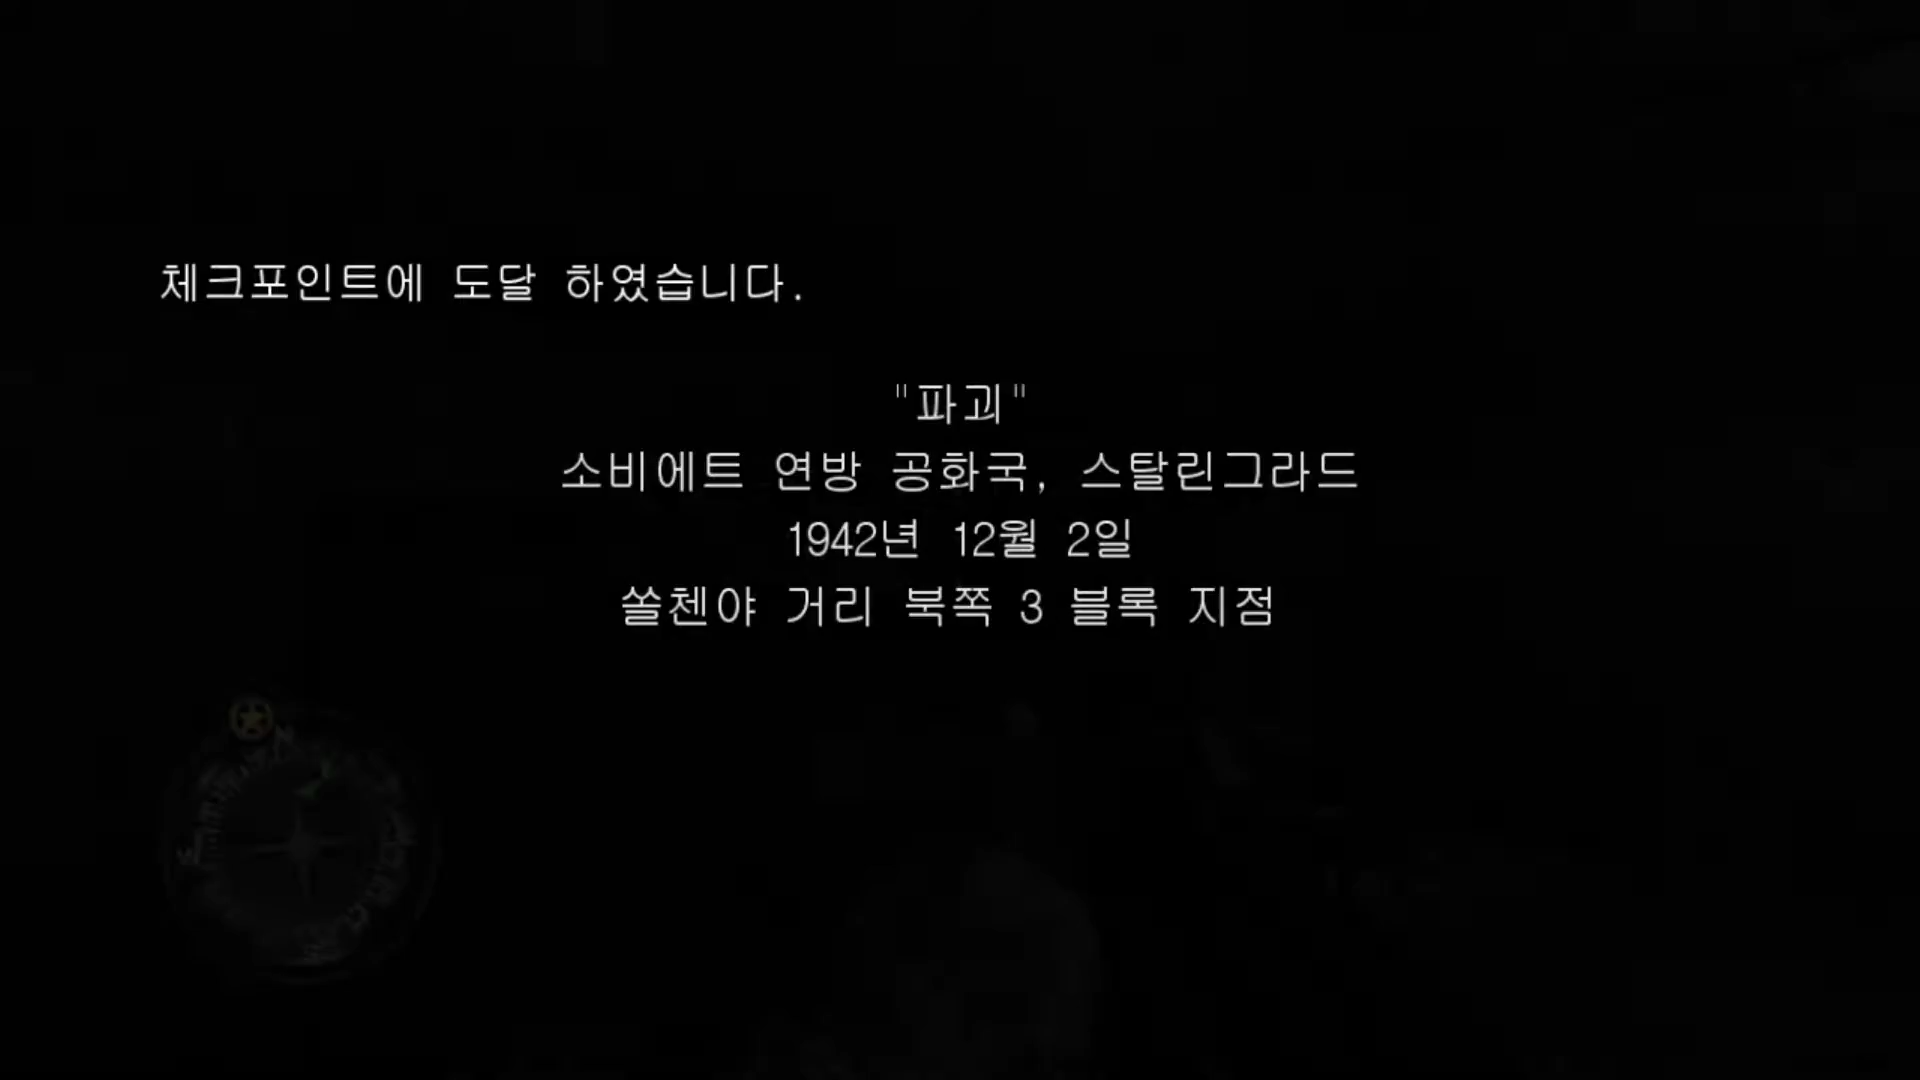 체크포인트에 도달 하였습니다.
"파괴"
소비에트 연방 공화국, 스탈린그라드
1942년 12월 2일
쏠첸야 거리 북쪽 3 블록 지점